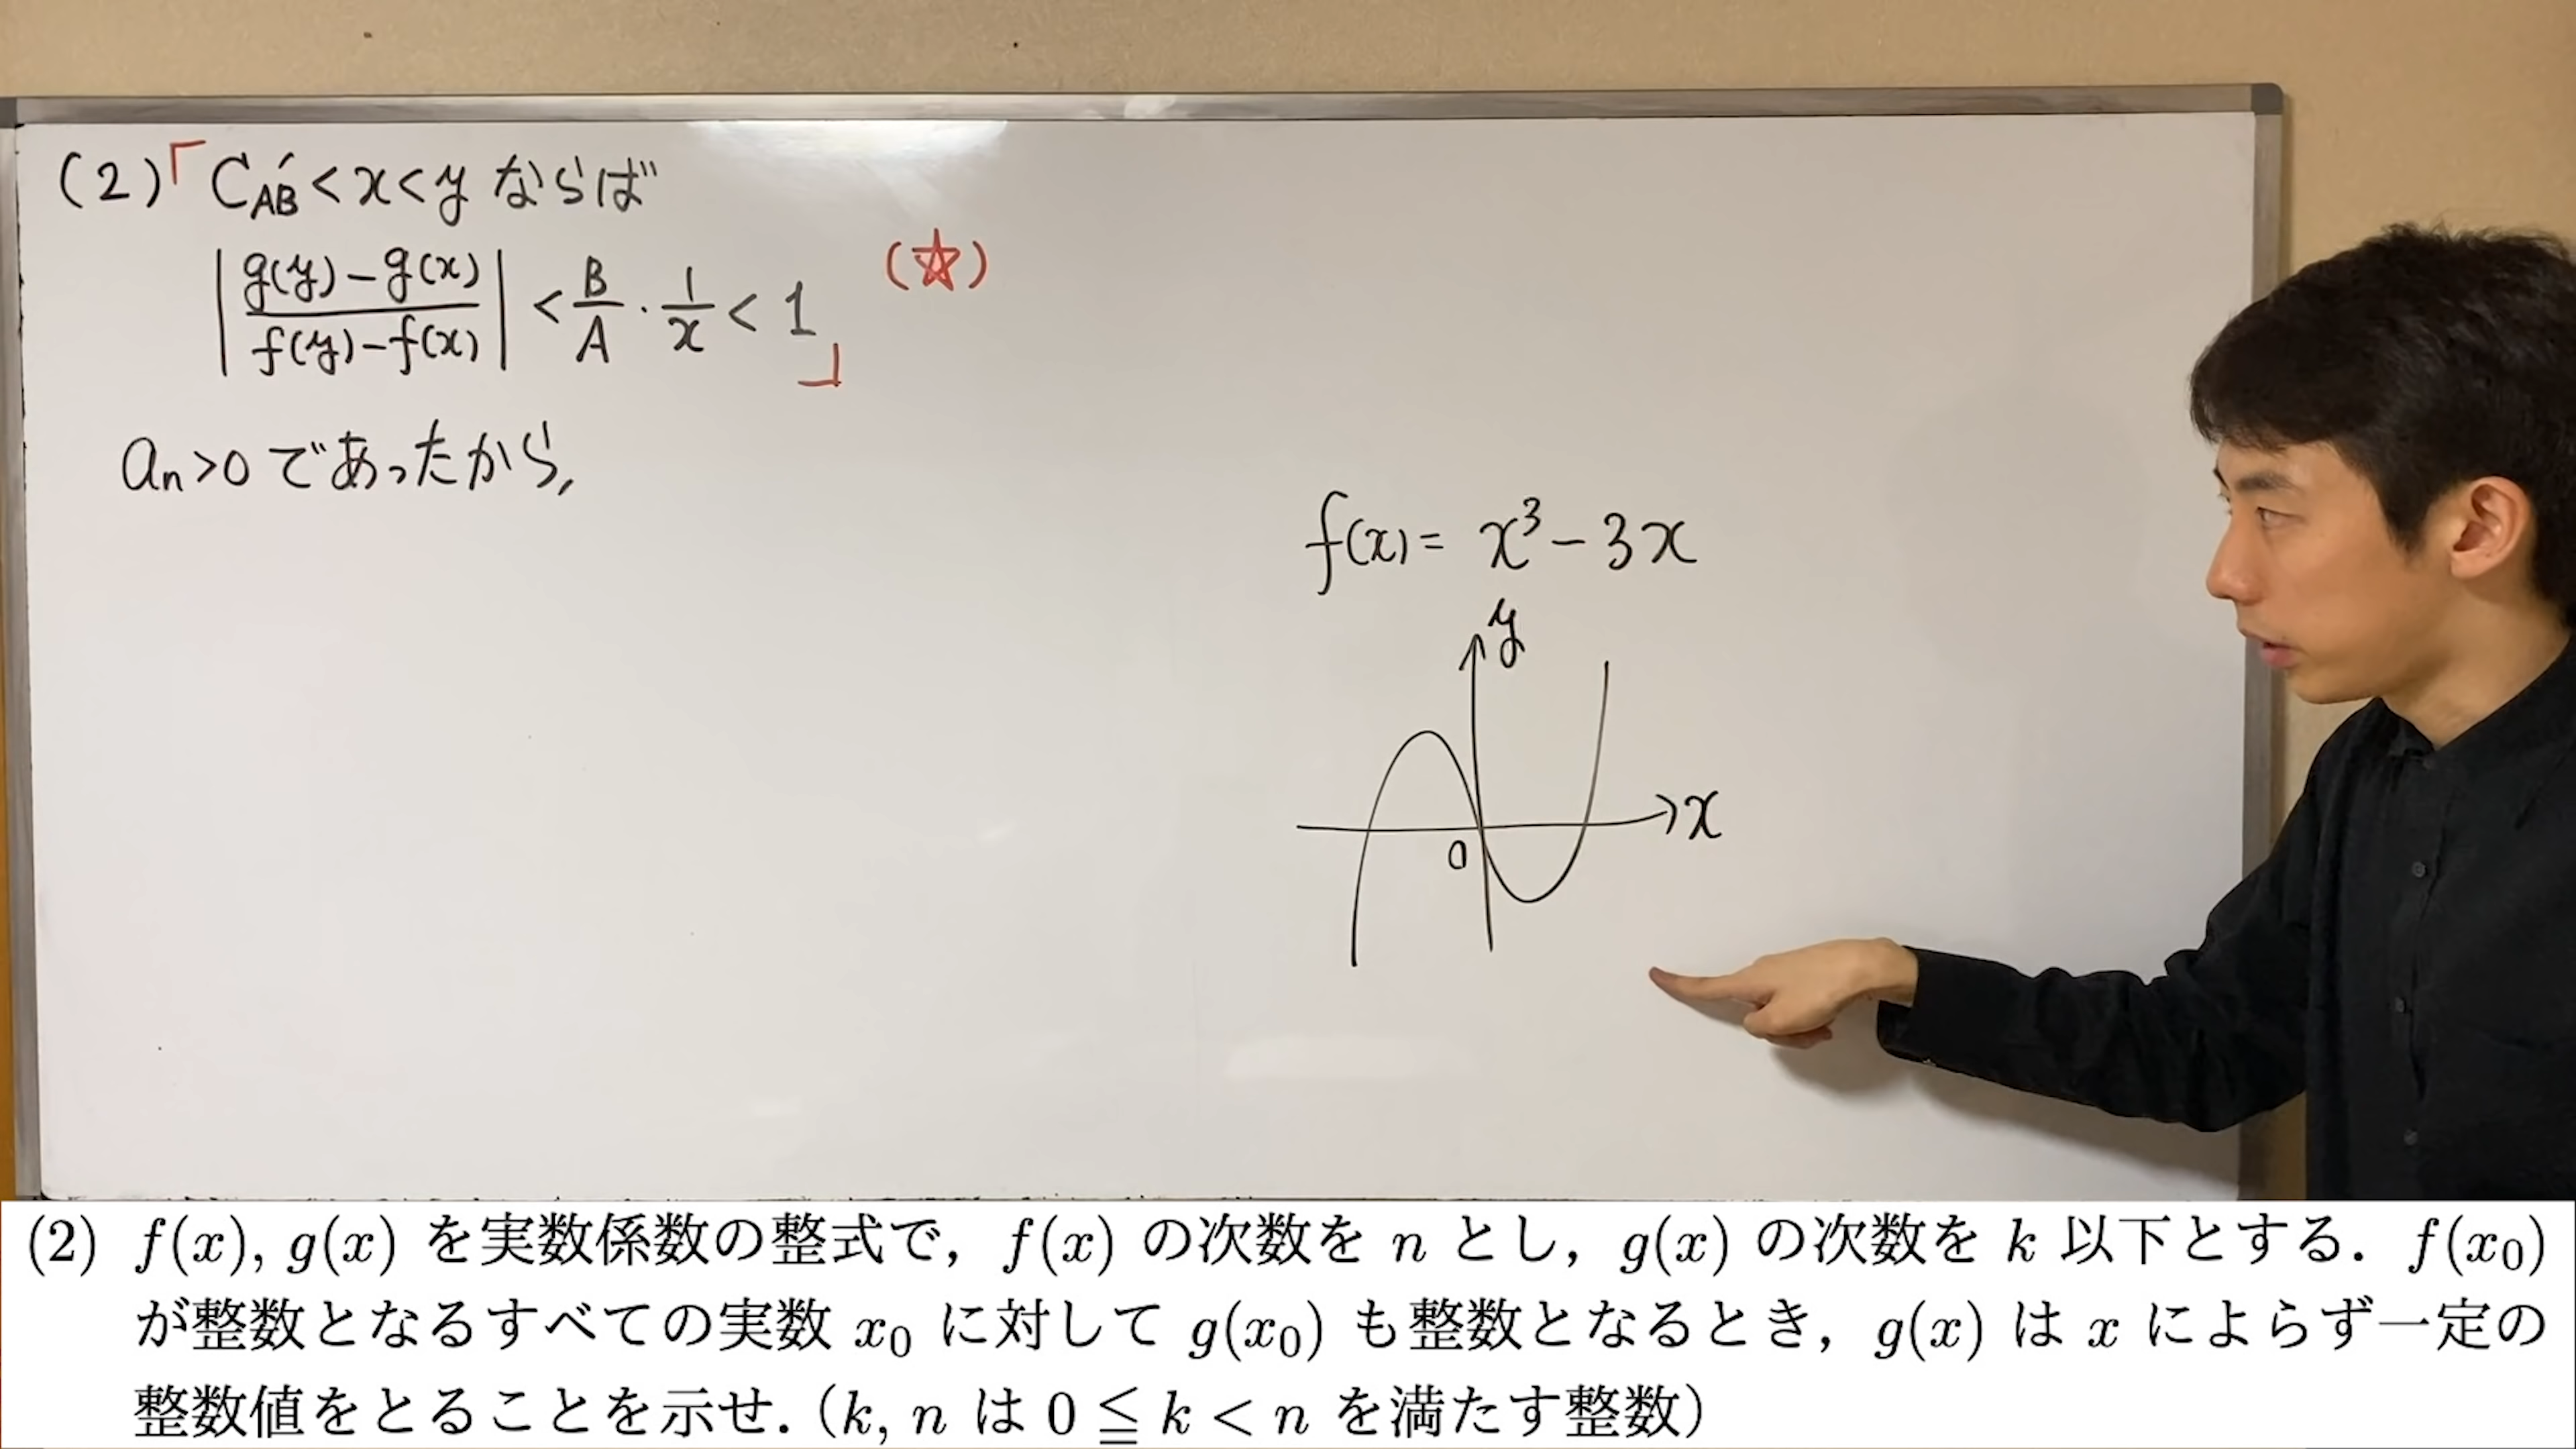 (2)「C_AB' < x < y ならば
|g(y)-g(x) / f(y)-f(x)| < B/A · 1/x < 1」 (☆)
a_n>0 であったから,
f(x) = x³-3x
y
x
0
(2) f(x), g(x) を実数係数の整式で，f(x) の次数を n とし，g(x) の次数を k 以下とする．f(x₀)
が整数となるすべての実数 x₀ に対して g(x₀) も整数となるとき，g(x) は x によらず一定の
整数値をとることを示せ．(k, n は 0 ≦ k < n を満たす整数)